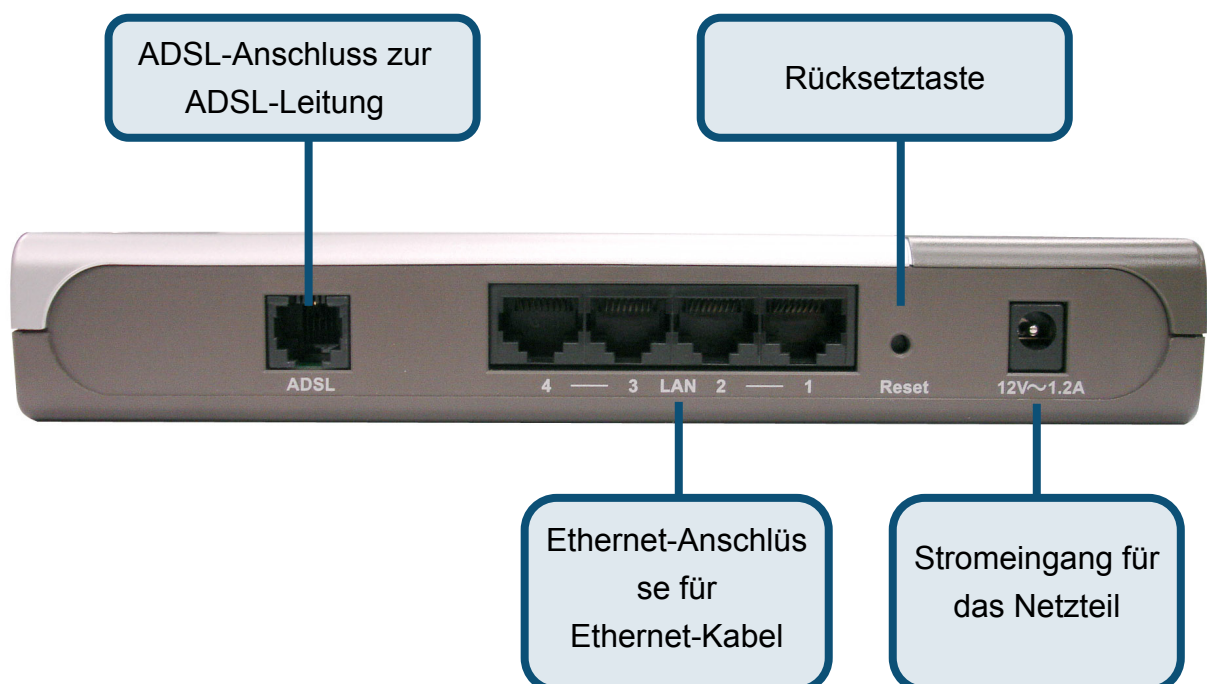 ADSL-Anschluss zur
ADSL-Leitung
Rücksetztaste
ADSL
4 — 3 LAN 2 — 1
Reset
12V～1.2A
Ethernet-Anschlüs
se für
Ethernet-Kabel
Stromeingang für
das Netzteil